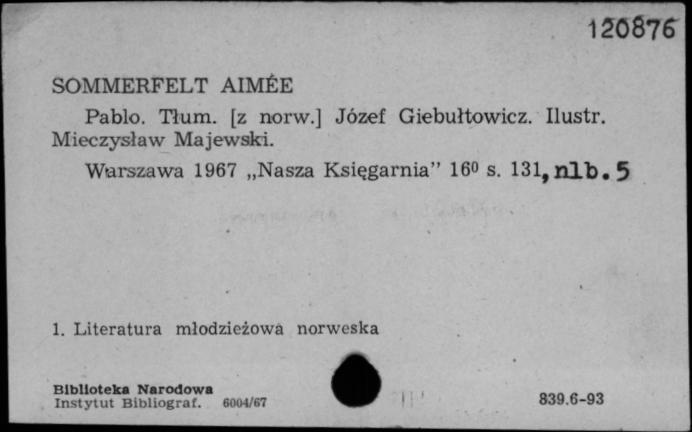 120876
SOMMERFELT AIMÉE
Pablo. Tłum. [z norw.] Józef Giebułtowicz. Ilustr.
Mieczysław Majewski.
Warszawa 1967 „Nasza Księgarnia” 16⁰ s. 131, nlb. 5
1. Literatura młodzieżowa norweska
Biblioteka Narodowa
Instytut Bibliograf. 6004/67
839.6-93